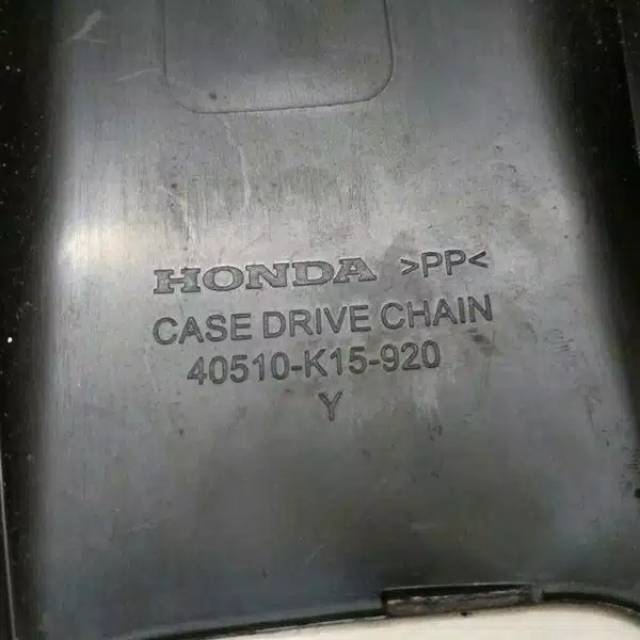 HONDA >PP<
CASE DRIVE CHAIN
40510-K15-920
Y